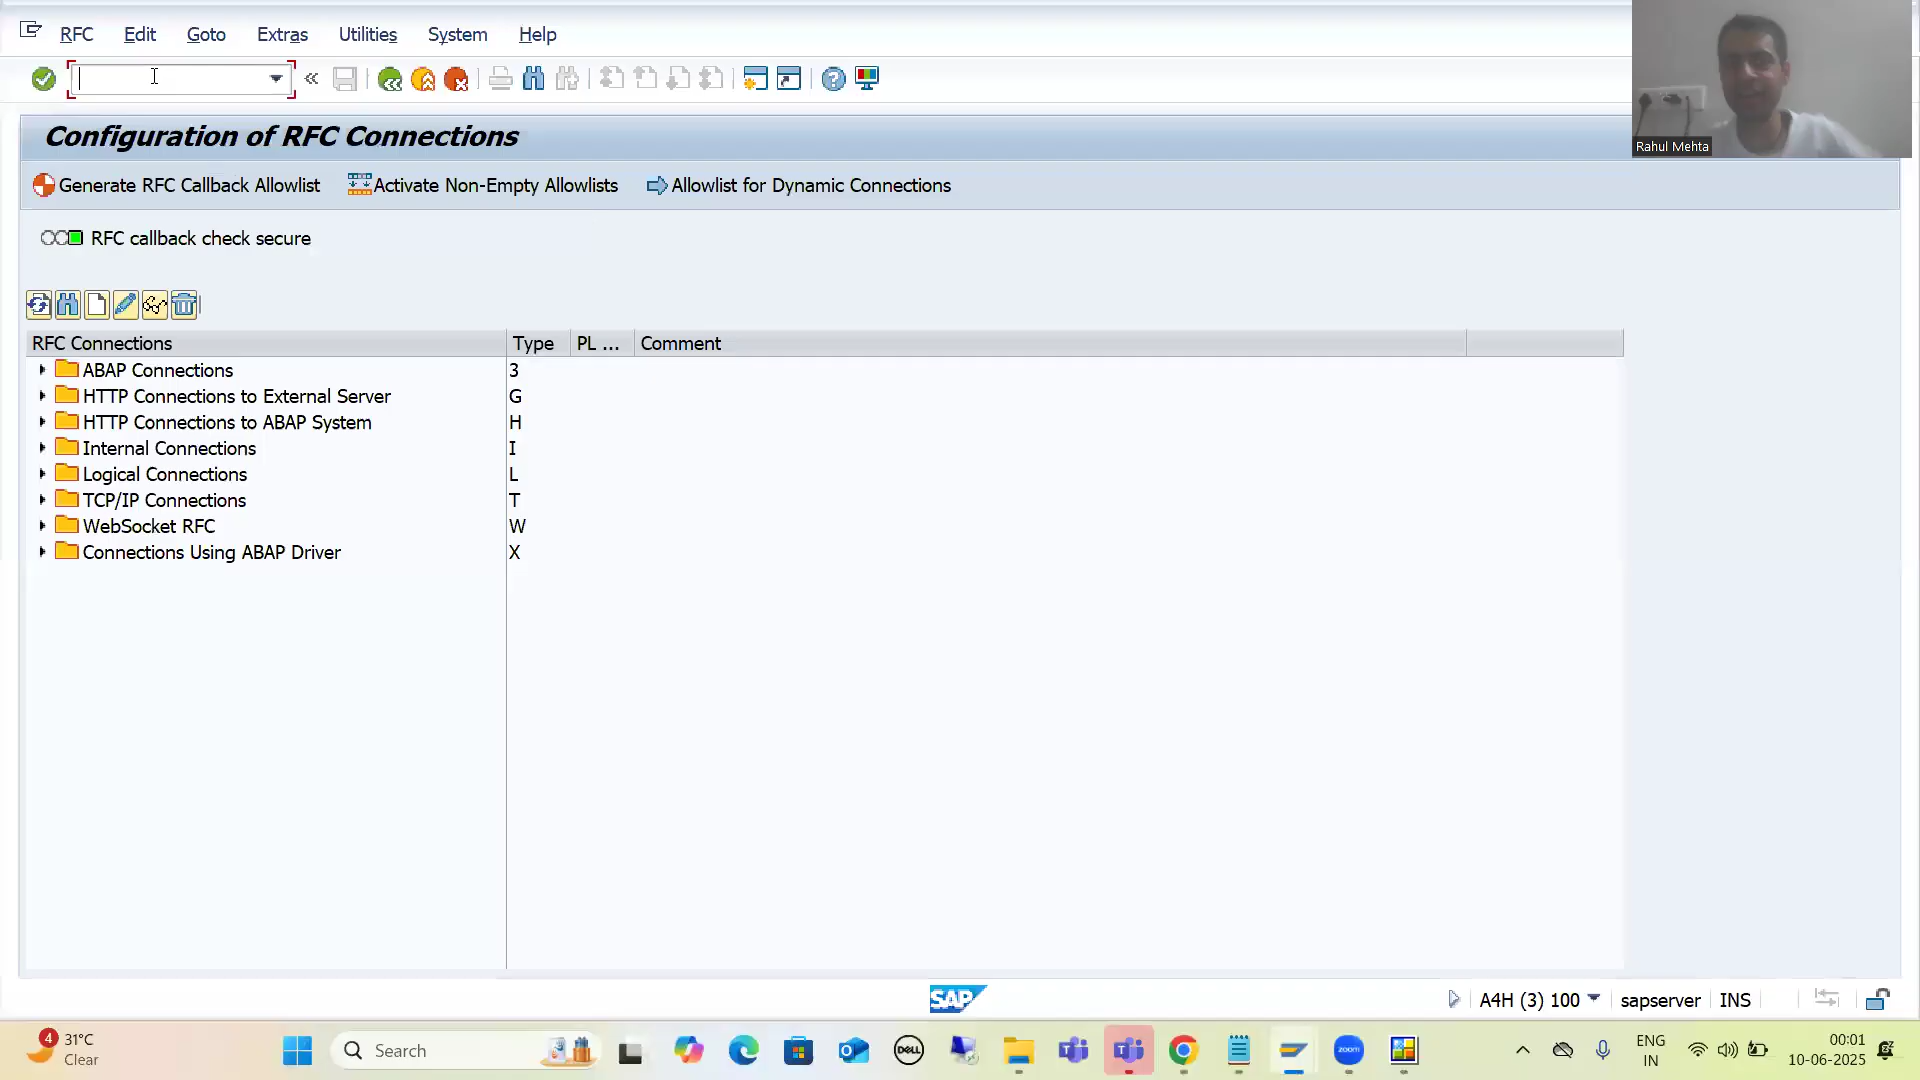 RFC Edit Goto Extras Utilities System Help
Configuration of RFC Connections
Generate RFC Callback Allowlist Activate Non-Empty Allowlists Allowlist for Dynamic Connections
Rahul Mehta
RFC callback check secure
RFC Connections Type PL ... Comment
ABAP Connections 3
HTTP Connections to External Server G
HTTP Connections to ABAP System H
Internal Connections I
Logical Connections L
TCP/IP Connections T
WebSocket RFC W
Connections Using ABAP Driver X
SAP A4H (3) 100 sapserver INS
4 31°C
Clear
Search
DELL
zoom
ENG
IN
00:01
10-06-2025